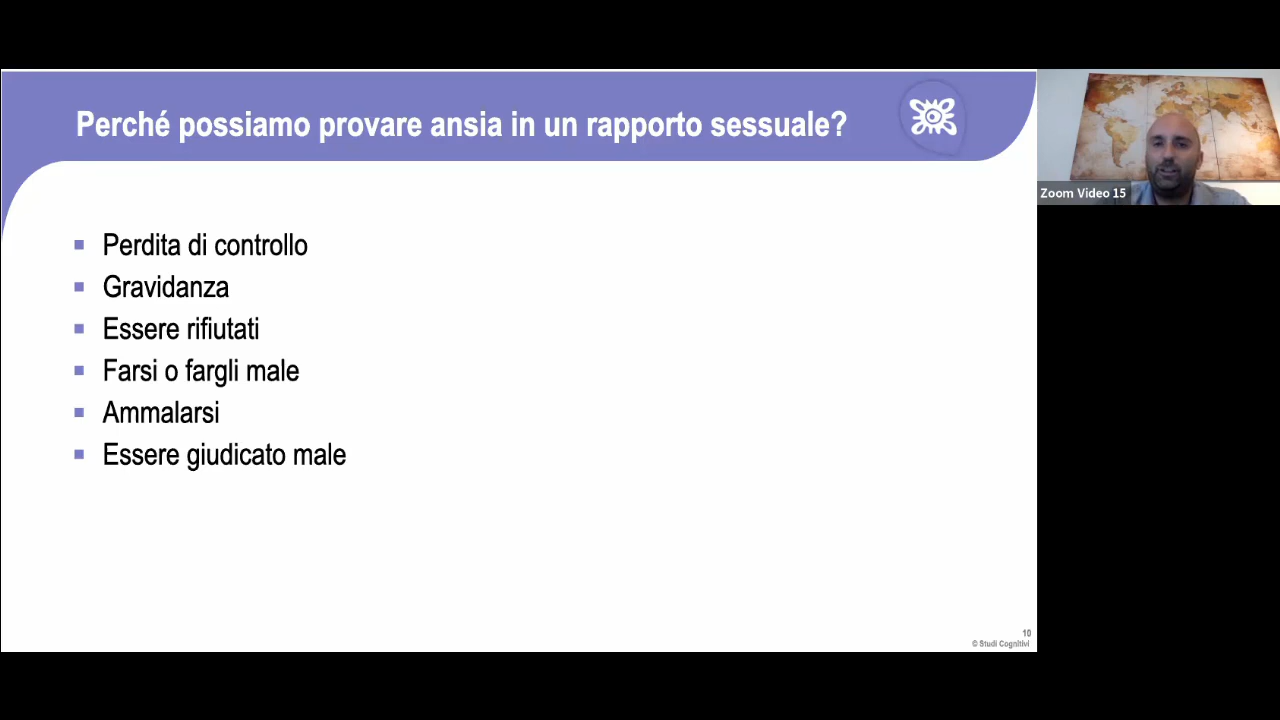 Perché possiamo provare ansia in un rapporto sessuale?
Zoom Video 15
Perdita di controllo
Gravidanza
Essere rifiutati
Farsi o fargli male
Ammalarsi
Essere giudicato male
10
© Studi Cognitivi